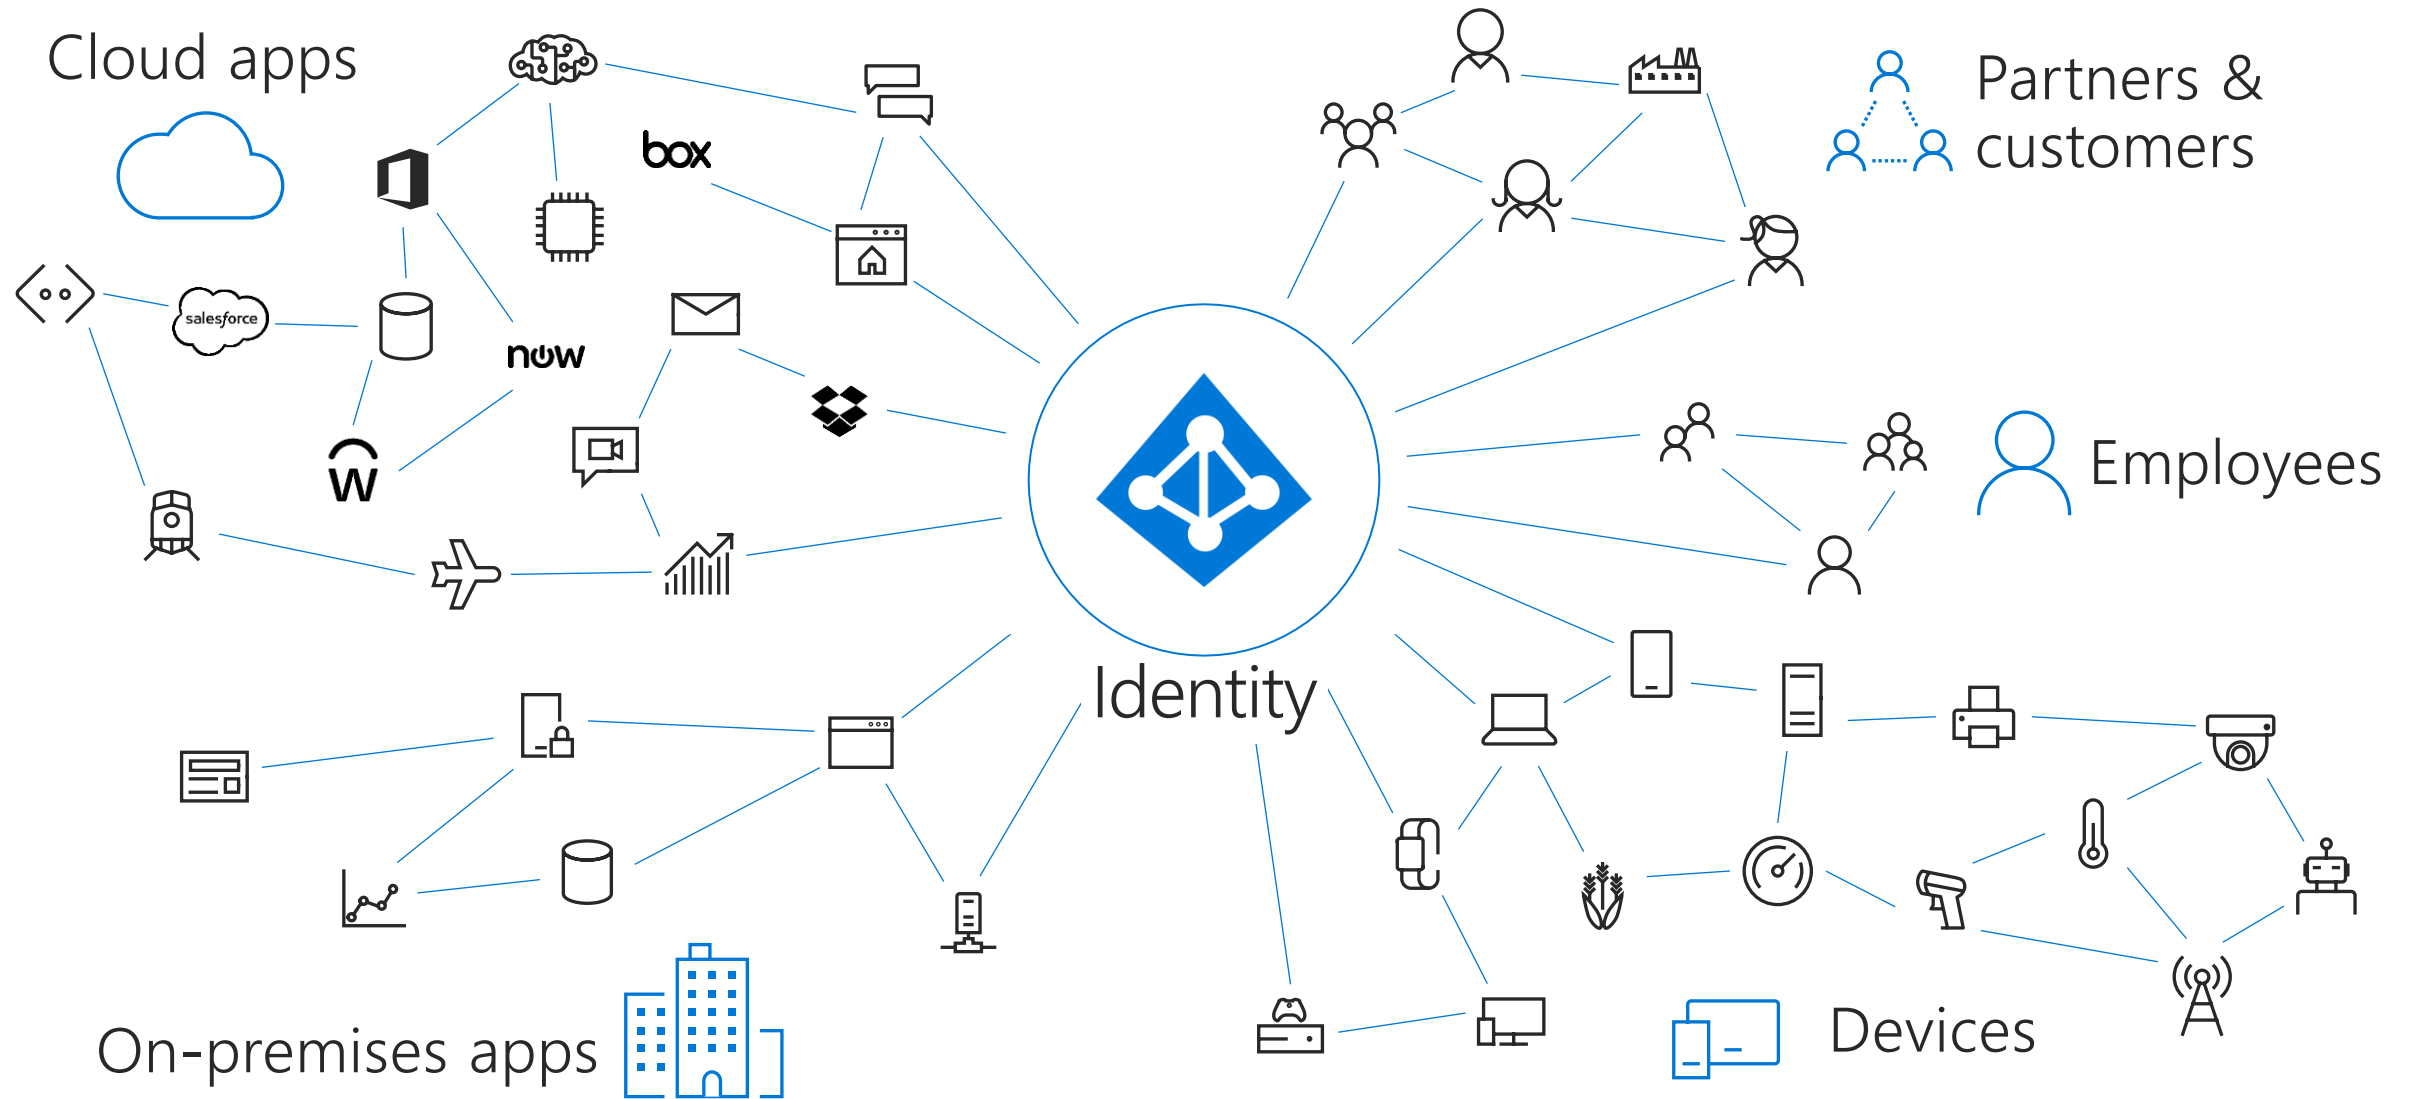 Cloud apps
box
salesforce
now
W
Partners &
customers
Employees
Identity
On-premises apps
Devices